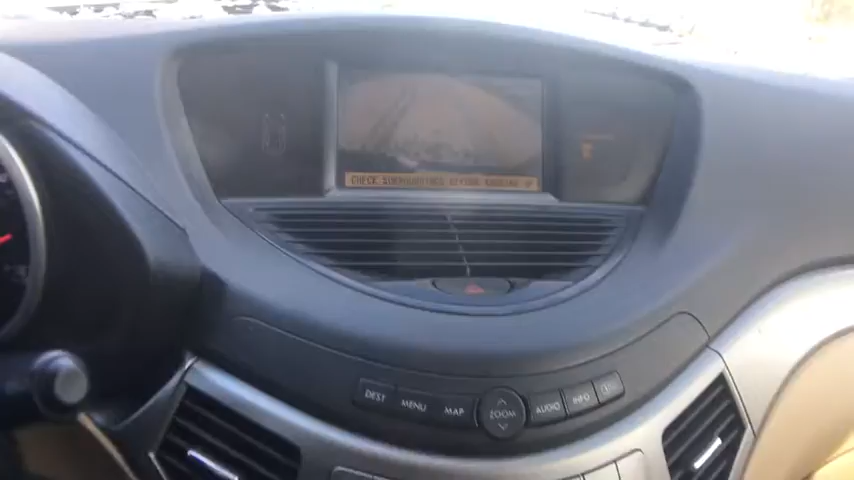 CHECK SURROUNDINGS BEFORE BACKING UP
DEST MENU MAP ZOOM AUDIO INFO